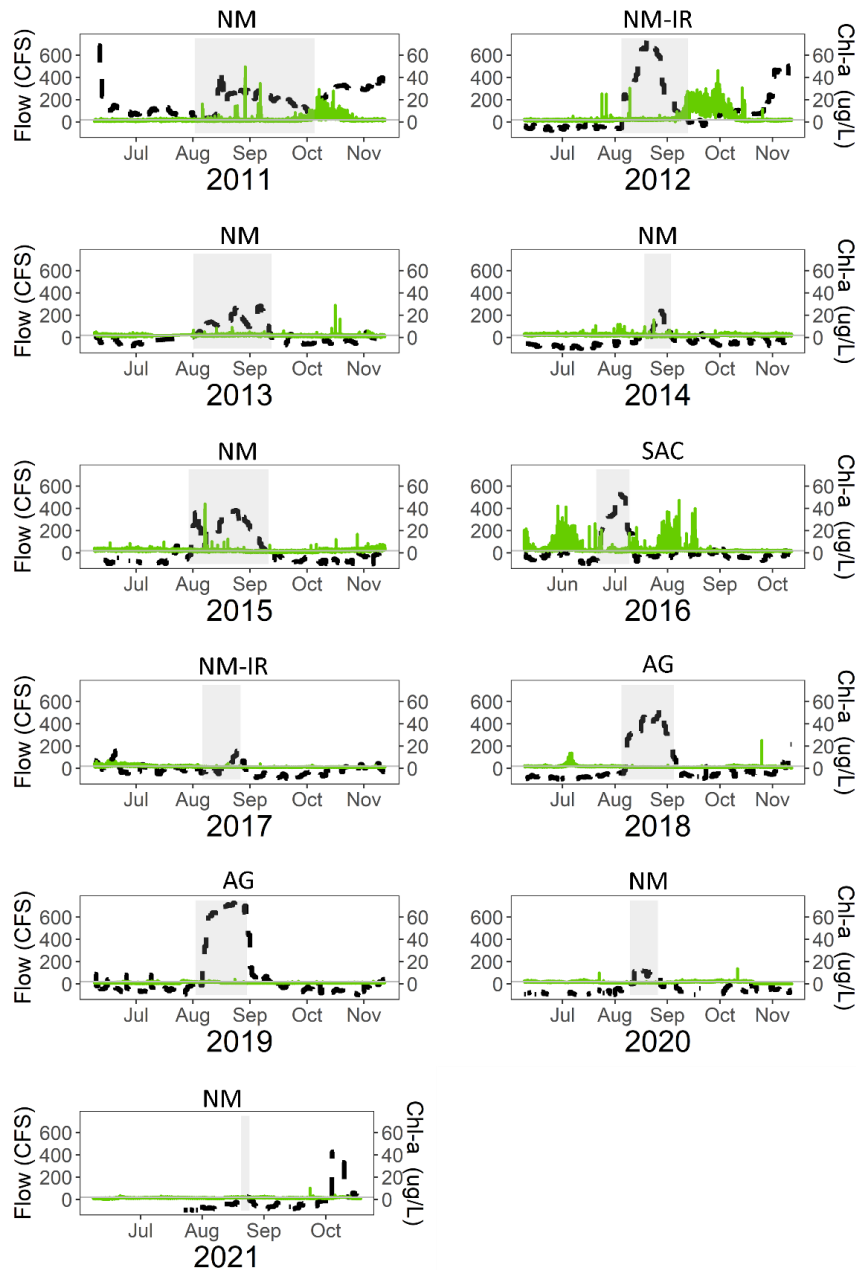 NM
Flow (CFS)
600
400
200
0
60
40
20
0
Chl-a (ug/L)
Jul Aug Sep Oct Nov
2011
NM-IR
Flow (CFS)
600
400
200
0
60
40
20
0
Chl-a (ug/L)
Jul Aug Sep Oct Nov
2012
NM
Flow (CFS)
600
400
200
0
60
40
20
0
Chl-a (ug/L)
Jul Aug Sep Oct Nov
2013
NM
Flow (CFS)
600
400
200
0
60
40
20
0
Chl-a (ug/L)
Jul Aug Sep Oct Nov
2014
NM
Flow (CFS)
600
400
200
0
60
40
20
0
Chl-a (ug/L)
Jul Aug Sep Oct Nov
2015
SAC
Flow (CFS)
600
400
200
0
60
40
20
0
Chl-a (ug/L)
Jun Jul Aug Sep Oct
2016
NM-IR
Flow (CFS)
600
400
200
0
60
40
20
0
Chl-a (ug/L)
Jul Aug Sep Oct Nov
2017
AG
Flow (CFS)
600
400
200
0
60
40
20
0
Chl-a (ug/L)
Jul Aug Sep Oct Nov
2018
AG
Flow (CFS)
600
400
200
0
60
40
20
0
Chl-a (ug/L)
Jul Aug Sep Oct Nov
2019
NM
Flow (CFS)
600
400
200
0
60
40
20
0
Chl-a (ug/L)
Jul Aug Sep Oct Nov
2020
NM
Flow (CFS)
600
400
200
0
60
40
20
0
Chl-a (ug/L)
Jul Aug Sep Oct
2021